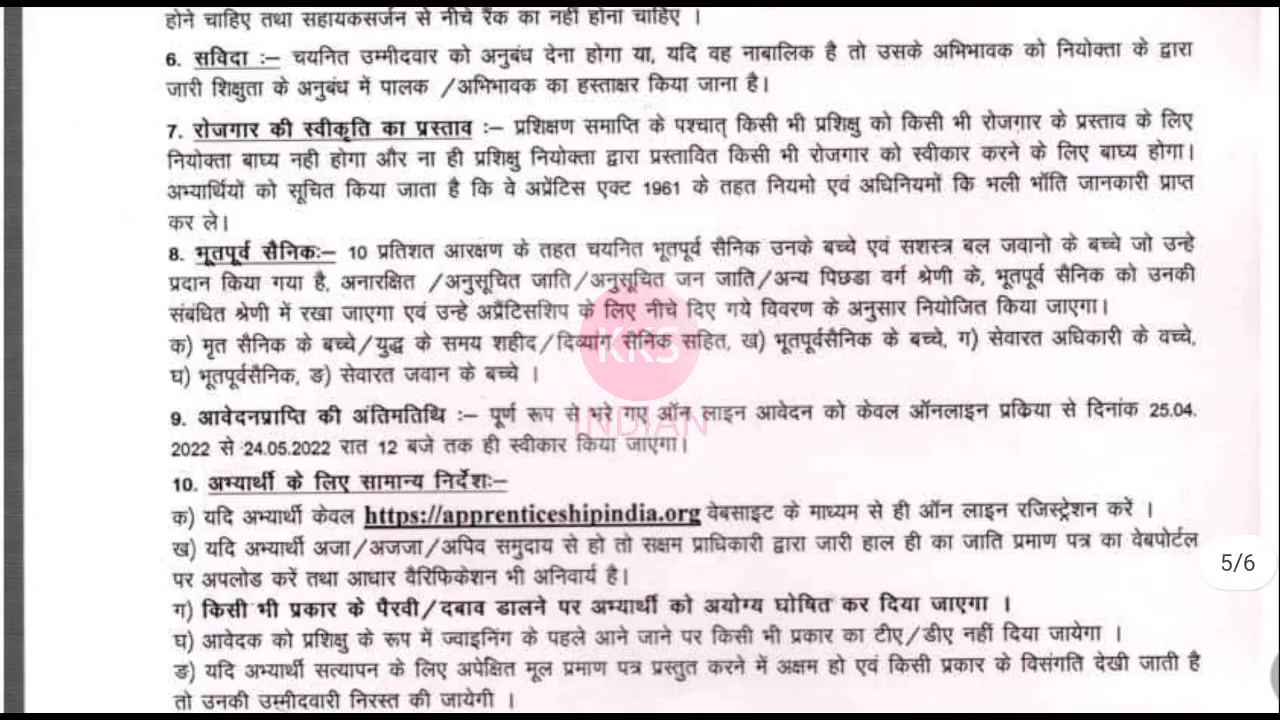 होने चाहिए तथा सहायकसर्जन से नीचे रैंक का नहीं होना चाहिए ।
6. सविदा :– चयनित उम्मीदवार को अनुबंध देना होगा या, यदि वह नाबालिक है तो उसके अभिभावक को नियोक्ता के द्वारा
जारी शिक्षुता के अनुबंध में पालक /अभिभावक का हस्ताक्षर किया जाना है।
7. रोजगार की स्वीकृति का प्रस्ताव :– प्रशिक्षण समाप्ति के पश्चात् किसी भी प्रशिक्षु को किसी भी रोजगार के प्रस्ताव के लिए
नियोक्ता बाघ्य नही होगा और ना ही प्रशिक्षु नियोक्ता द्वारा प्रस्तावित किसी भी रोजगार को स्वीकार करने के लिए बाघ्य होगा।
अभ्यार्थियों को सूचित किया जाता है कि वे अप्रेंटिस एक्ट 1961 के तहत नियमो एवं अधिनियमों कि भली भॉति जानकारी प्राप्त
कर ले।
8. भूतपूर्व सैनिकः– 10 प्रतिशत आरक्षण के तहत चयनित भूतपूर्व सैनिक उनके बच्चे एवं सशस्त्र बल जवानो के बच्चे जो उन्हे
प्रदान किया गया है, अनारक्षित /अनुसूचित जाति/अनुसूचित जन जाति/अन्य पिछडा वर्ग श्रेणी के, भूतपूर्व सैनिक को उनकी
संबंधित श्रेणी में रखा जाएगा एवं उन्हे अप्रैंटिसशिप के लिए नीचे दिए गये विवरण के अनुसार नियोजित किया जाएगा।
क) मृत सैनिक के बच्चे/युद्ध के समय शहीद/दिव्यांग सैनिक सहित, ख) भूतपूर्वसैनिक के बच्चे, ग) सेवारत अधिकारी के वच्चे,
घ) भूतपूर्वसैनिक, ङ) सेवारत जवान के बच्चे ।
KKS
INDIAN
9. आवेदनप्राप्ति की अंतिमतिथि :– पूर्ण रूप से भरे गए ऑन लाइन आवेदन को केवल ऑनलाइन प्रकिया से दिनांक 25.04.
2022 से 24.05.2022 रात 12 बजे तक ही स्वीकार किया जाएगा।
10. अभ्यार्थी के लिए सामान्य निर्देशः–
क) यदि अभ्यार्थी केवल https://apprenticeshipindia.org वेबसाइट के माध्यम से ही ऑन लाइन रजिस्ट्रेशन करें ।
ख) यदि अभ्यार्थी अजा/अजजा/अपिव समुदाय से हो तो सक्षम प्राधिकारी द्वारा जारी हाल ही का जाति प्रमाण पत्र का वेबपोर्टल
पर अपलोड करें तथा आधार वैरिफिकेशन भी अनिवार्य है।
ग) किसी भी प्रकार के पैरवी/दबाव डालने पर अभ्यार्थी को अयोग्य घोषित कर दिया जाएगा ।
घ) आवेदक को प्रशिक्षु के रूप में ज्वाइनिंग के पहले आने जाने पर किसी भी प्रकार का टीए/डीए नहीं दिया जायेगा ।
ङ) यदि अभ्यार्थी सत्यापन के लिए अपेक्षित मूल प्रमाण पत्र प्रस्तुत करने में अक्षम हो एवं किसी प्रकार के विसंगति देखी जाती है
तो उनकी उम्मीदवारी निरस्त की जायेगी ।
5/6